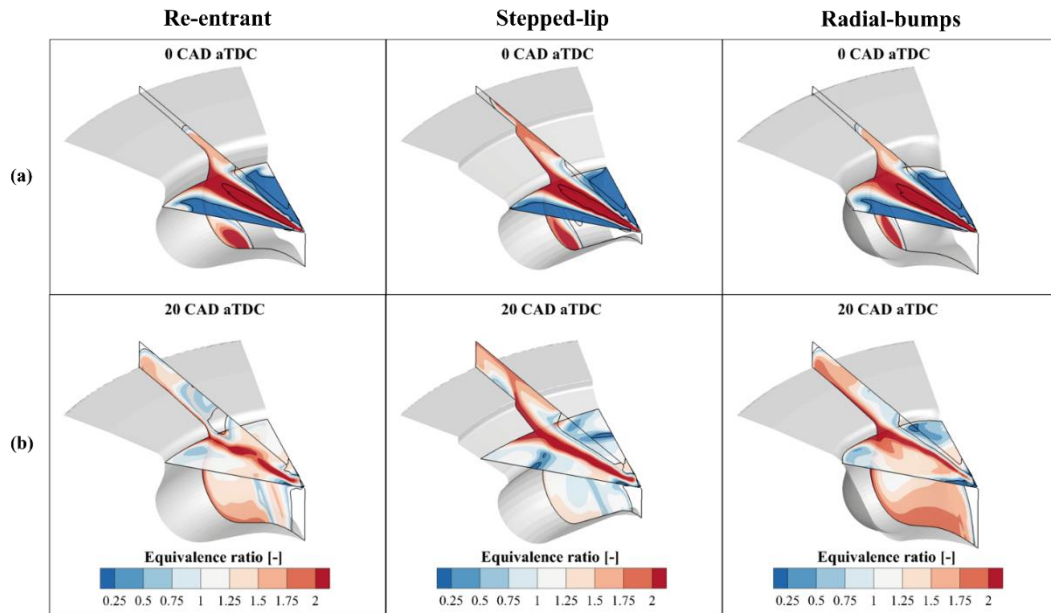 Re-entrant Stepped-lip Radial-bumps
0 CAD aTDC 0 CAD aTDC 0 CAD aTDC
(a)
20 CAD aTDC 20 CAD aTDC 20 CAD aTDC
(b)
Equivalence ratio [-] Equivalence ratio [-] Equivalence ratio [-]
0.25 0.5 0.75 1 1.25 1.5 1.75 2 0.25 0.5 0.75 1 1.25 1.5 1.75 2 0.25 0.5 0.75 1 1.25 1.5 1.75 2